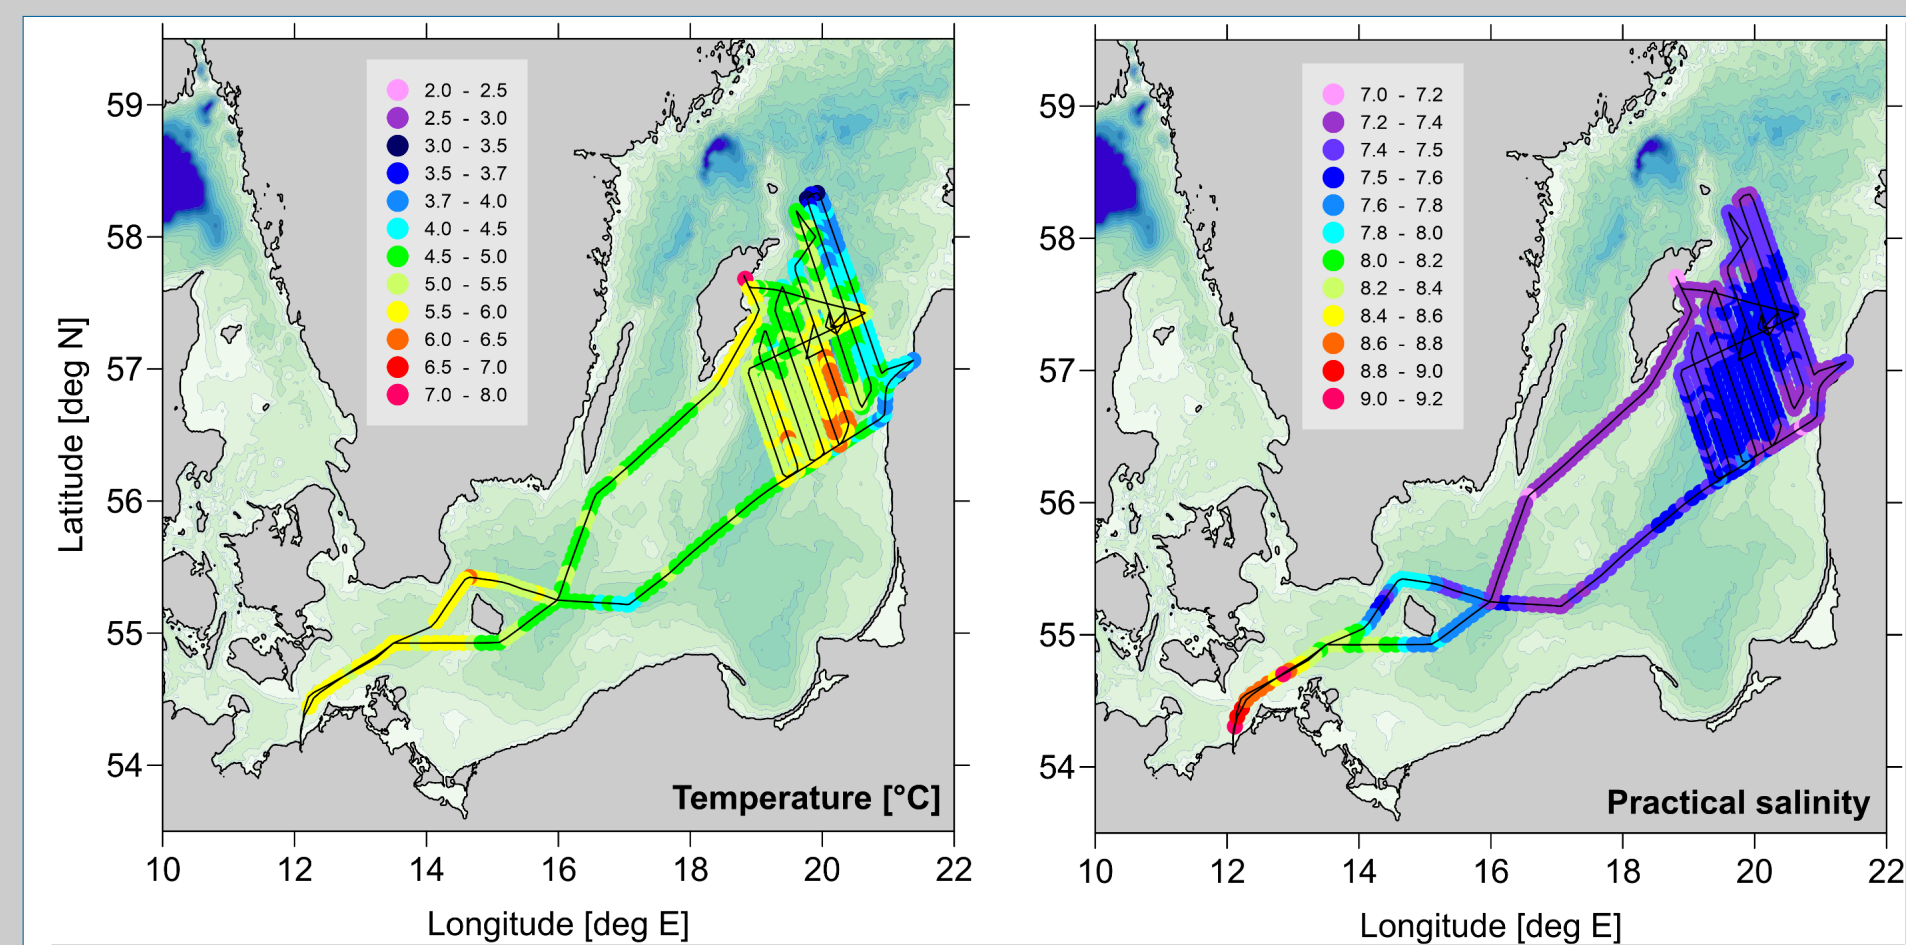 2.0 - 2.5
2.5 - 3.0
3.0 - 3.5
3.5 - 3.7
3.7 - 4.0
4.0 - 4.5
4.5 - 5.0
5.0 - 5.5
5.5 - 6.0
6.0 - 6.5
6.5 - 7.0
7.0 - 8.0
59
58
57
56
55
54
Latitude [deg N]
Temperature [°C]
10 12 14 16 18 20 22
Longitude [deg E]
7.0 - 7.2
7.2 - 7.4
7.4 - 7.5
7.5 - 7.6
7.6 - 7.8
7.8 - 8.0
8.0 - 8.2
8.2 - 8.4
8.4 - 8.6
8.6 - 8.8
8.8 - 9.0
9.0 - 9.2
59
58
57
56
55
54
Practical salinity
10 12 14 16 18 20 22
Longitude [deg E]